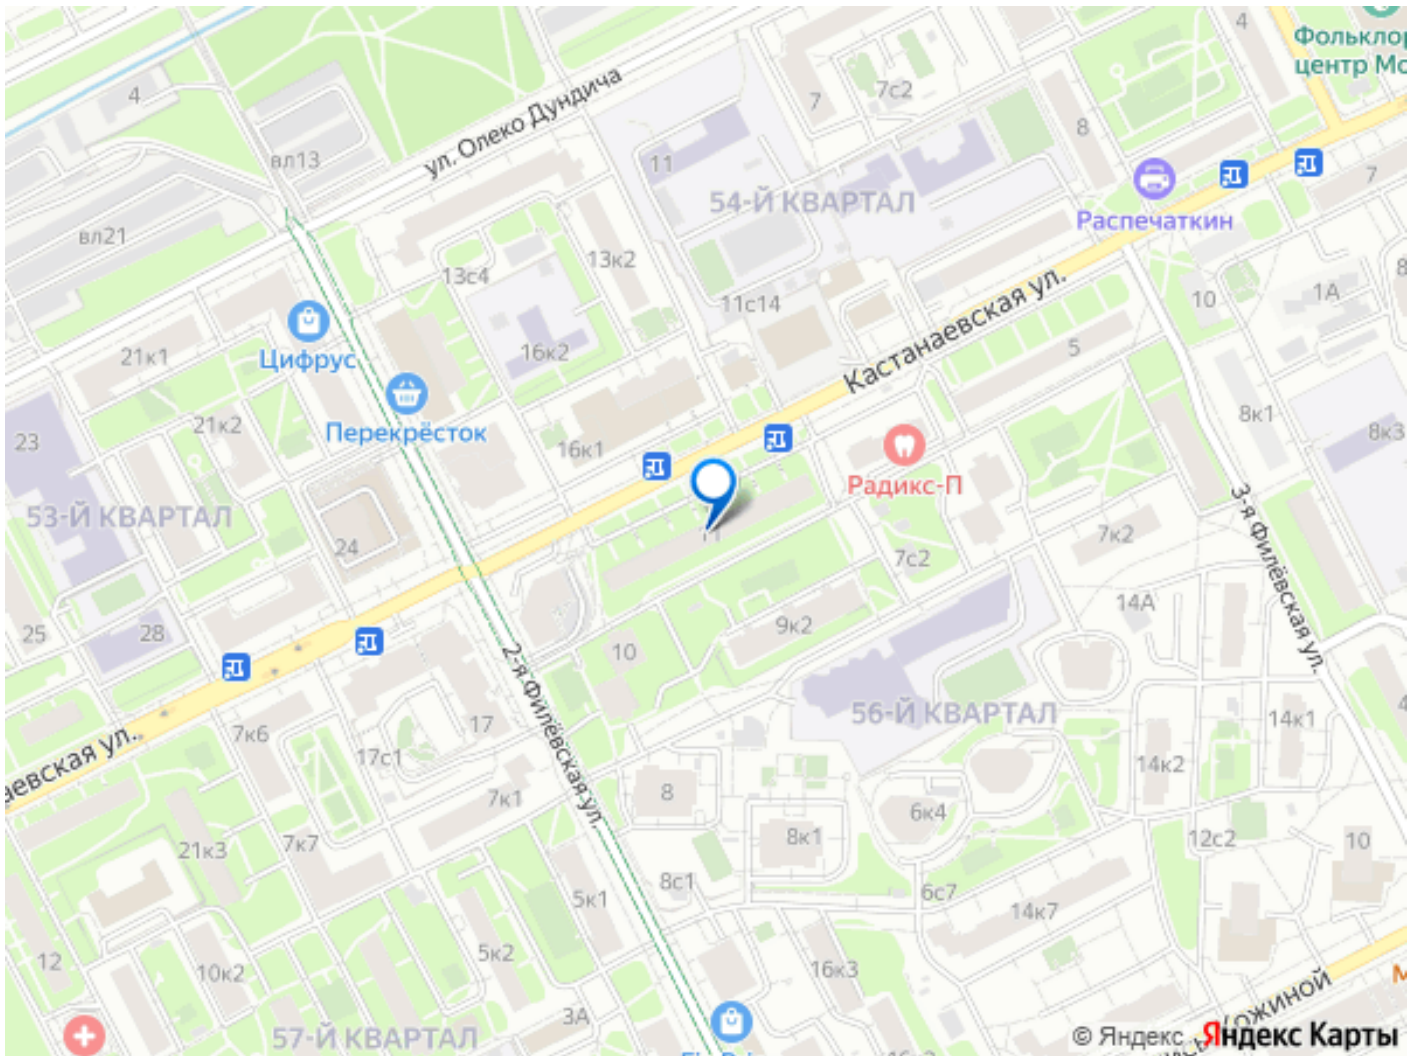 4
Фольклор
центр Мо
4
7с2
7
8
ул. Олеко Дундича
вл13
11
7
54-Й КВАРТАЛ
Распечаткин
вл21
13к2
13с4
8
1А
10
11с14
Кастанаевская ул.
Цифрус
21к1
16к2
5
Перекрёсток
21к2
8к1
8к3
23
16к1
Радикс-П
53-Й КВАРТАЛ
3-я Филёвская ул.
24
11
7к2
7с2
14А
25
28
9к2
10
2-я Филёвская ул.
56-Й КВАРТАЛ
7к6
17
14к1
4
аевская ул.
17с1
14к2
7к1
8
6к4
7к7
8к1
12с2
10
21к3
8с1
6с7
5к1
14к7
5к2
12
10к2
16к3
3А
57-Й КВАРТАЛ
М
ожиной
© Яндекс Яндекс Карты